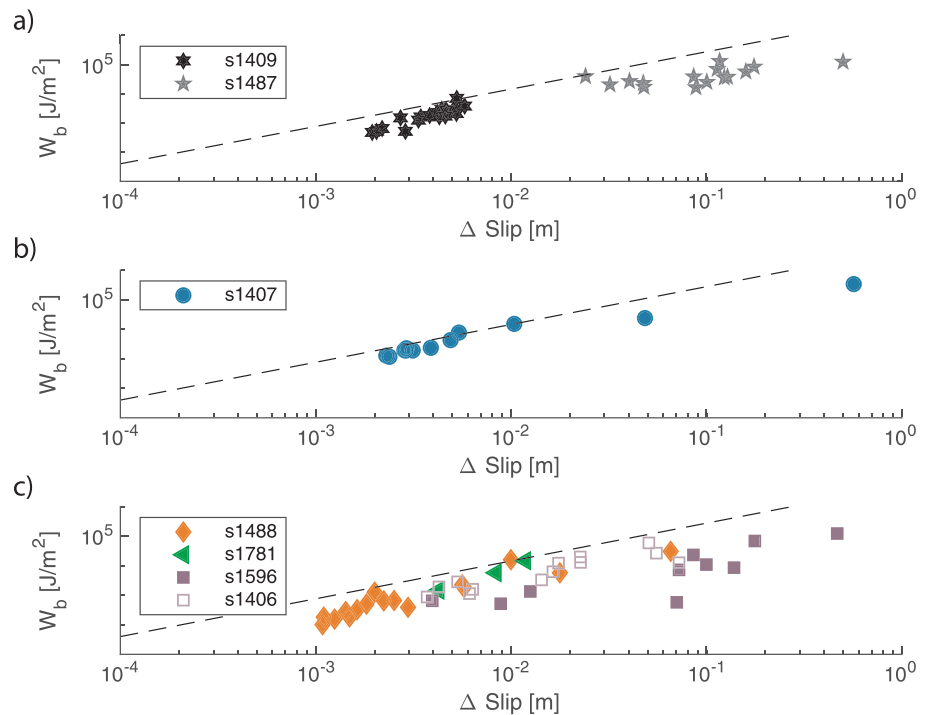 a)
s1409
s1487
10^5
W_b [J/m^2]
10^-4 10^-3 10^-2 10^-1 10^0
Δ Slip [m]
b)
s1407
10^5
W_b [J/m^2]
10^-4 10^-3 10^-2 10^-1 10^0
Δ Slip [m]
c)
s1488
s1781
s1596
s1406
10^5
W_b [J/m^2]
10^-4 10^-3 10^-2 10^-1 10^0
Δ Slip [m]